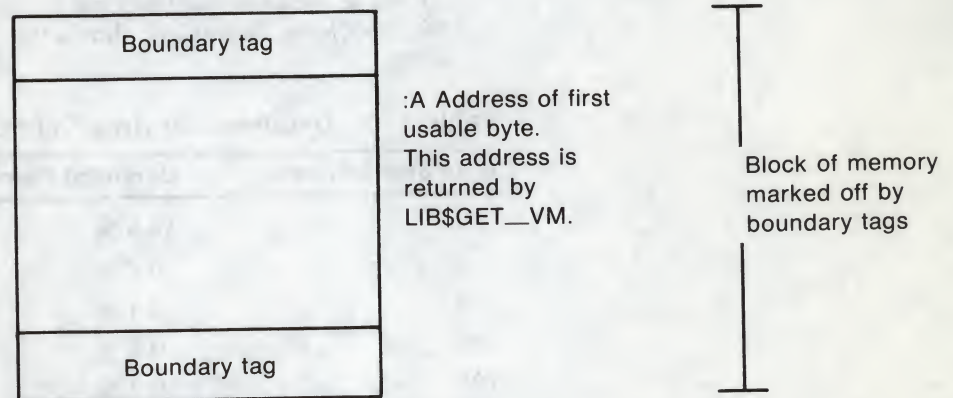 Boundary tag
:A Address of first
usable byte.
This address is
returned by
LIB$GET__VM.
Block of memory
marked off by
boundary tags
Boundary tag